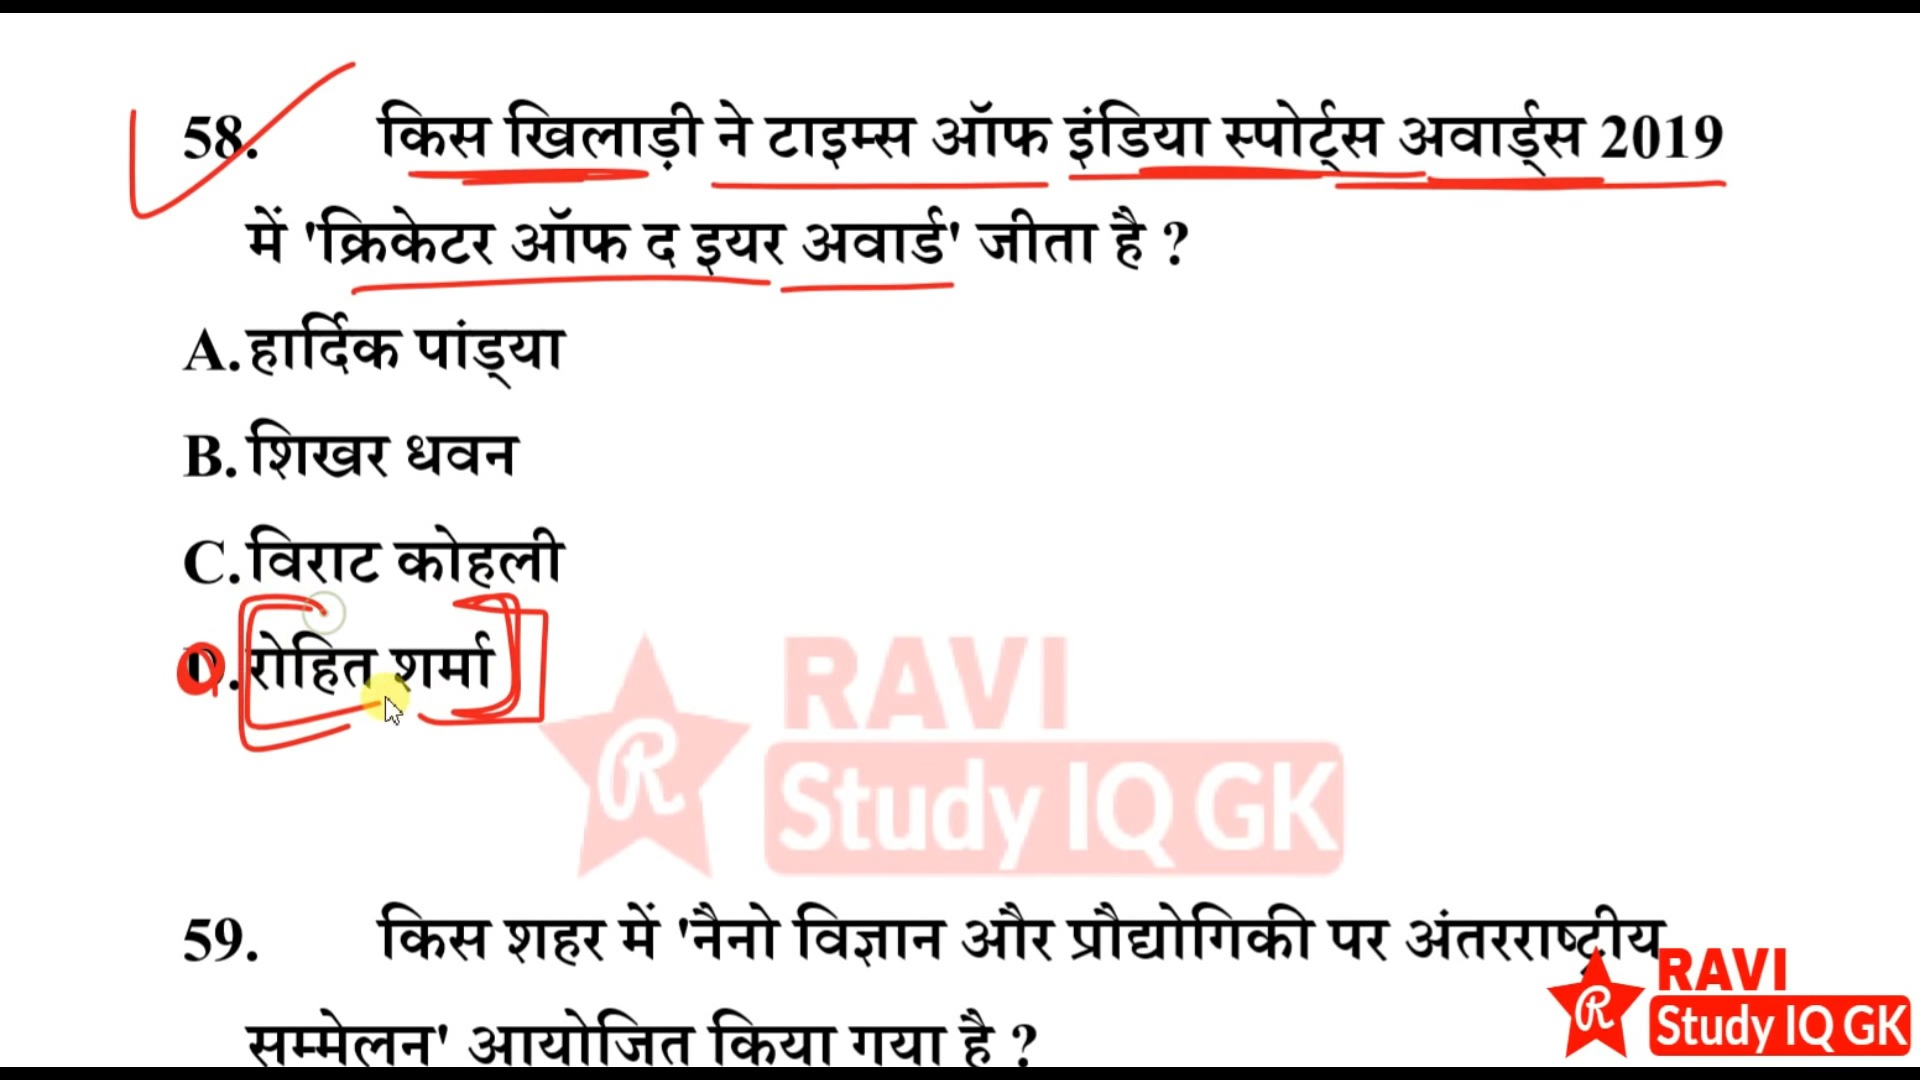 58. किस खिलाड़ी ने टाइम्स ऑफ इंडिया स्पोर्ट्स अवार्ड्स 2019
में 'क्रिकेटर ऑफ द इयर अवार्ड' जीता है ?
A. हार्दिक पांड्या
B. शिखर धवन
C. विराट कोहली
D. रोहित शर्मा
R RAVI
Study IQ GK
59. किस शहर में 'नैनो विज्ञान और प्रौद्योगिकी पर अंतरराष्ट्रीय
सम्मेलन' आयोजित किया गया है ?
R RAVI
Study IQ GK